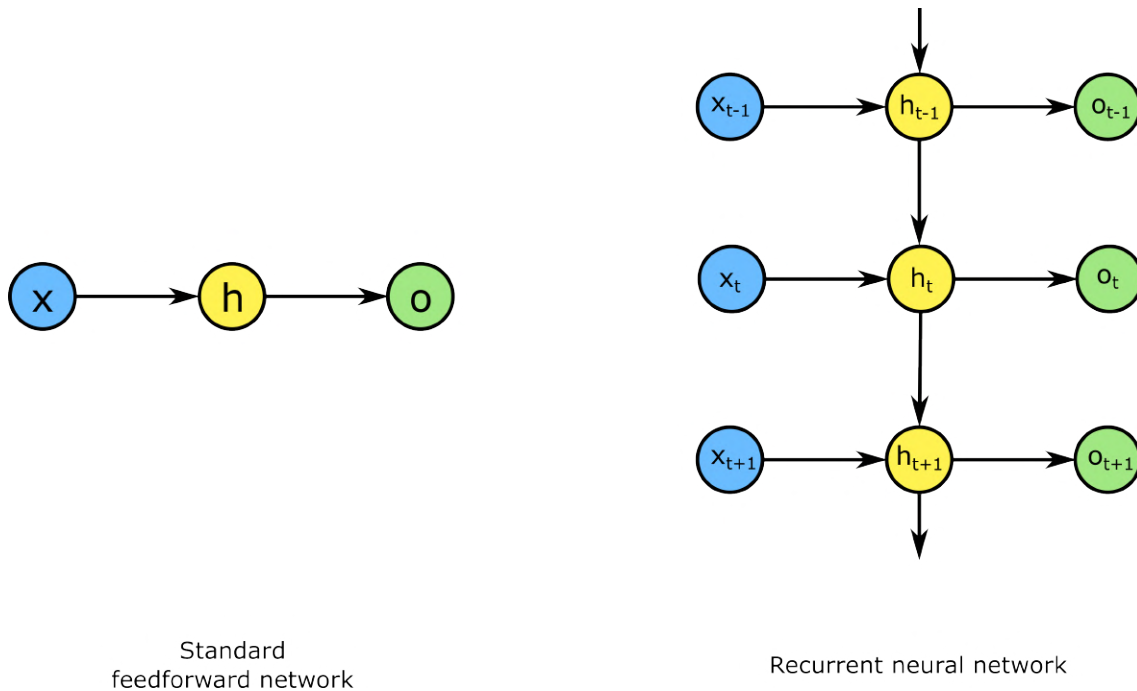 x h o
Standard
feedforward network
x_{t-1} h_{t-1} o_{t-1}
x_t h_t o_t
x_{t+1} h_{t+1} o_{t+1}
Recurrent neural network